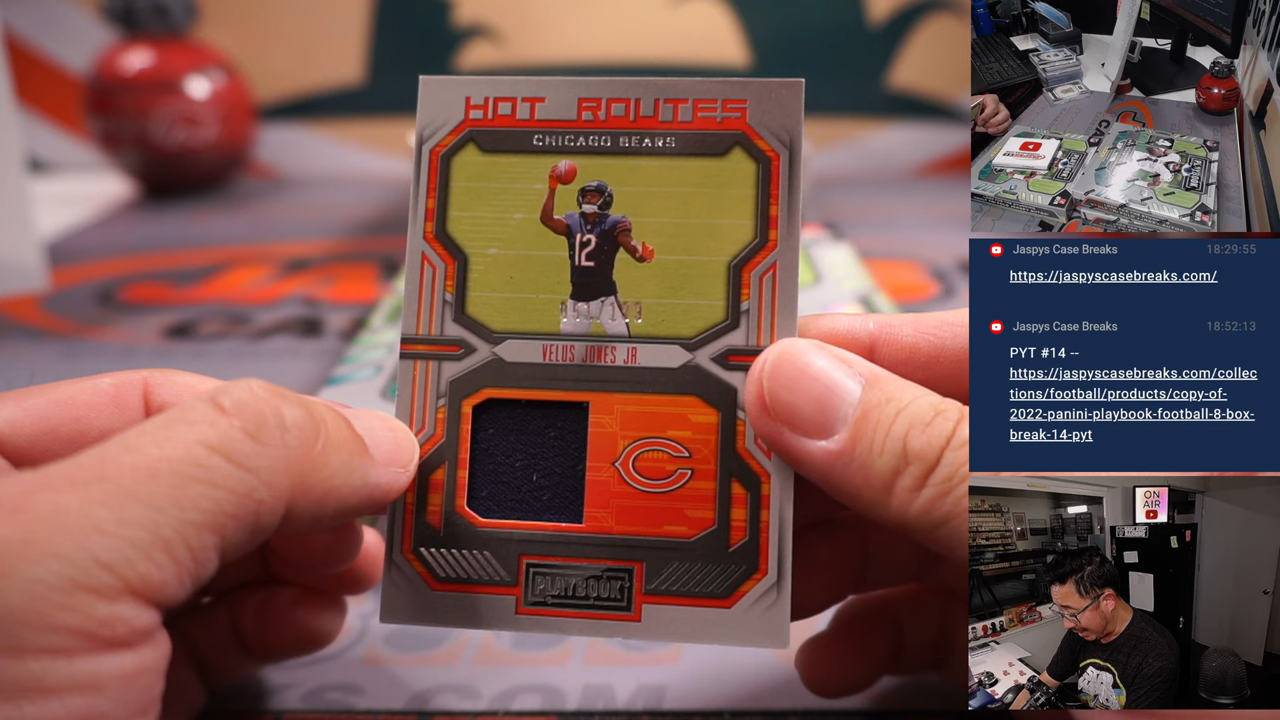 HOT ROUTES
CHICAGO BEARS
12
VELUS JONES JR.
PLAYBOOK
Jaspys Case Breaks 18:29:55
https://jaspyscasebreaks.com/
Jaspys Case Breaks 18:52:13
PYT #14 --
https://jaspyscasebreaks.com/collec
tions/football/products/copy-of-
2022-panini-playbook-football-8-box-
break-14-pyt
ON
AIR